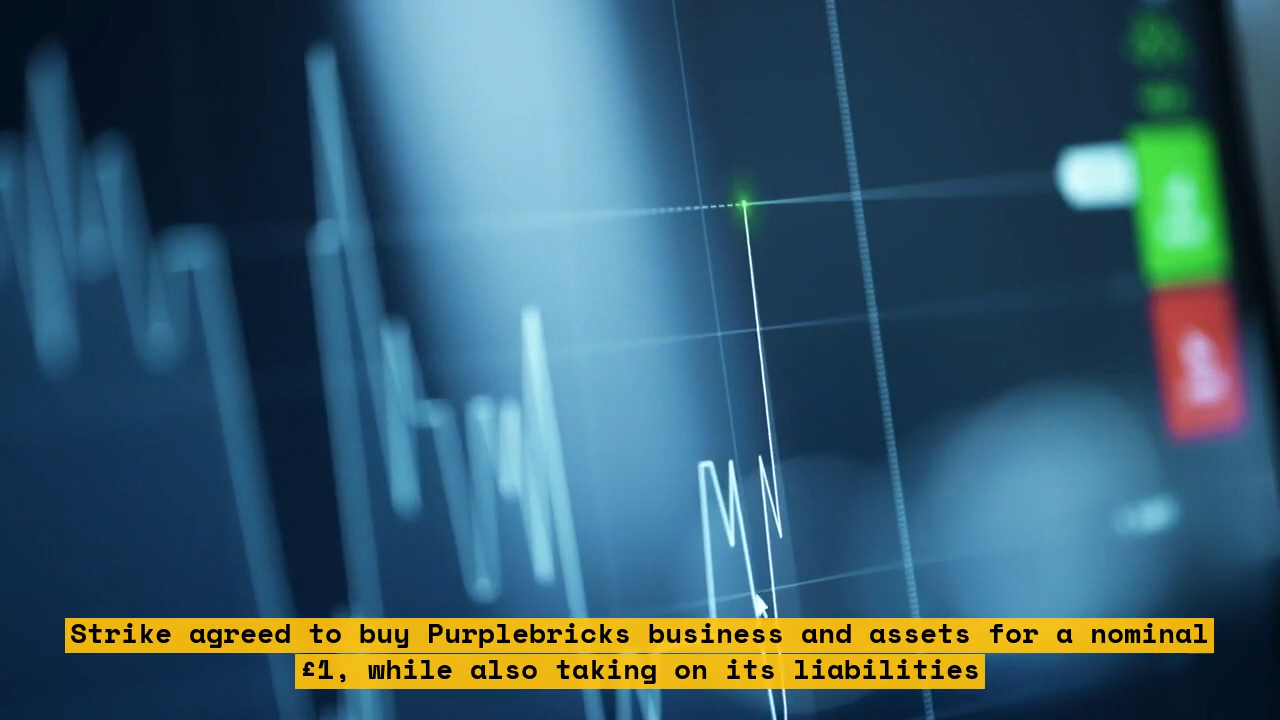 Strike agreed to buy Purplebricks business and assets for a nominal
£1, while also taking on its liabilities